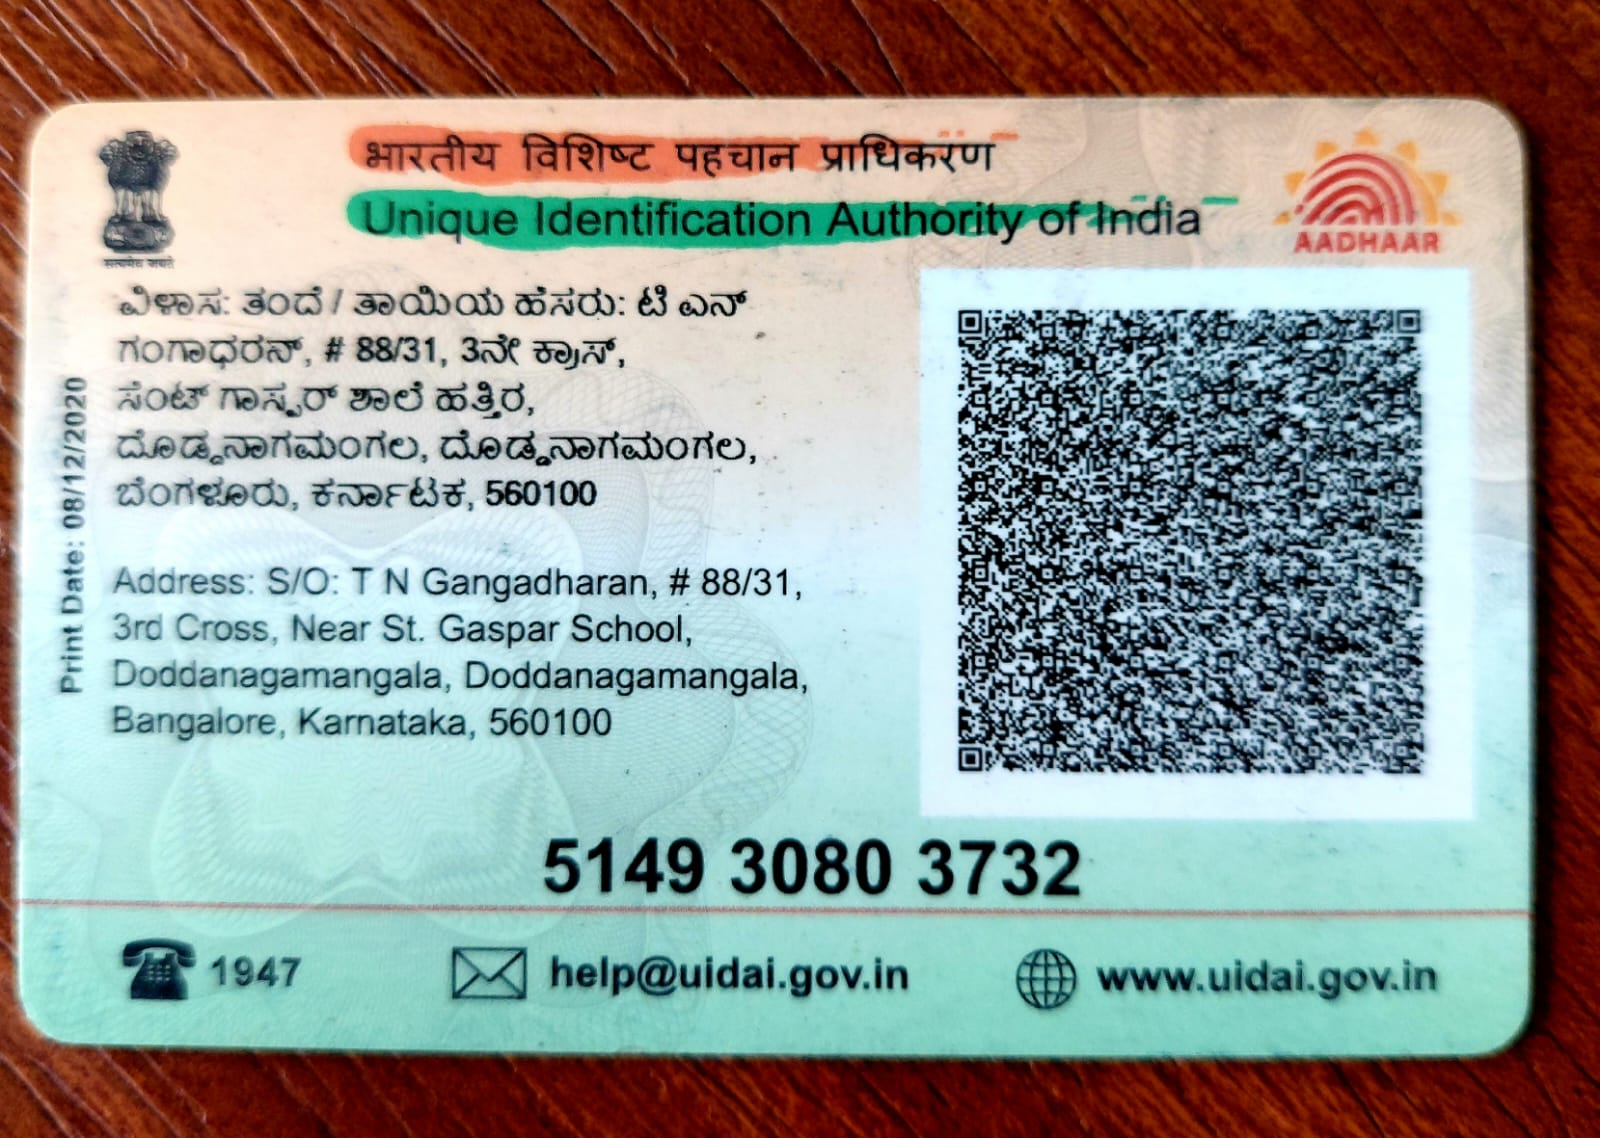 भारतीय विशिष्ट पहचान प्राधिकरण
Unique Identification Authority of India
AADHAAR
सत्यमेव जयते
ವಿಳಾಸ: ತಂದೆ / ತಾಯಿಯ ಹೆಸರು: ಟಿ ಎನ್
ಗಂಗಾಧರನ್, # 88/31, 3ನೇ ಕ್ರಾಸ್,
ಸೆಂಟ್ ಗಾಸ್ಪರ್ ಶಾಲೆ ಹತ್ತಿರ,
ದೊಡ್ಡನಾಗಮಂಗಲ, ದೊಡ್ಡನಾಗಮಂಗಲ,
ಬೆಂಗಳೂರು, ಕರ್ನಾಟಕ, 560100
Print Date: 08/12/2020
Address: S/O: T N Gangadharan, # 88/31,
3rd Cross, Near St. Gaspar School,
Doddanagamangala, Doddanagamangala,
Bangalore, Karnataka, 560100
5149 3080 3732
1947
help@uidai.gov.in
www.uidai.gov.in